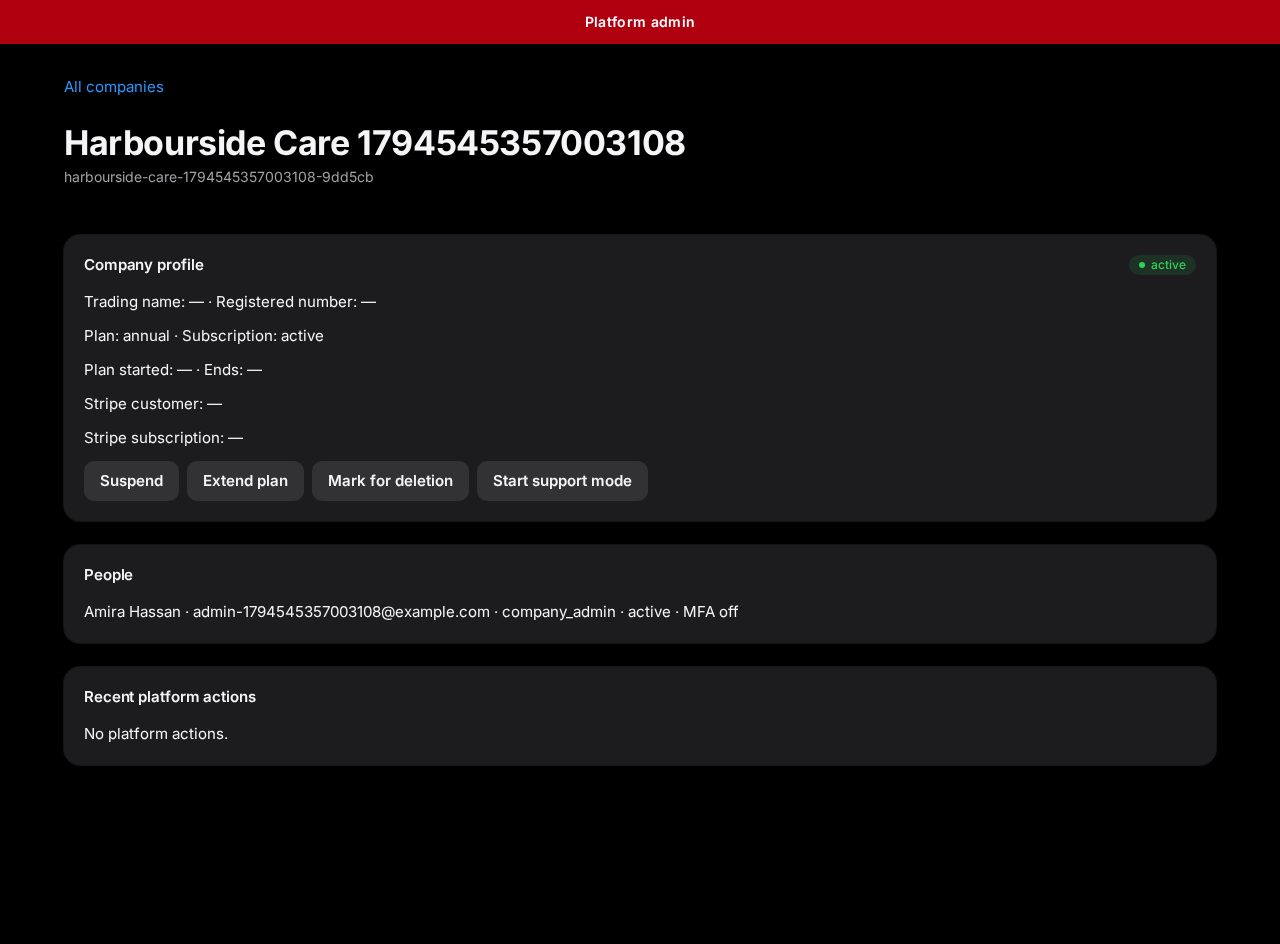 Platform admin
All companies
Harbourside Care 1794545357003108
harbourside-care-1794545357003108-9dd5cb
Company profile
active
Trading name: — · Registered number: —
Plan: annual · Subscription: active
Plan started: — · Ends: —
Stripe customer: —
Stripe subscription: —
Suspend Extend plan Mark for deletion Start support mode
People
Amira Hassan · admin-1794545357003108@example.com · company_admin · active · MFA off
Recent platform actions
No platform actions.